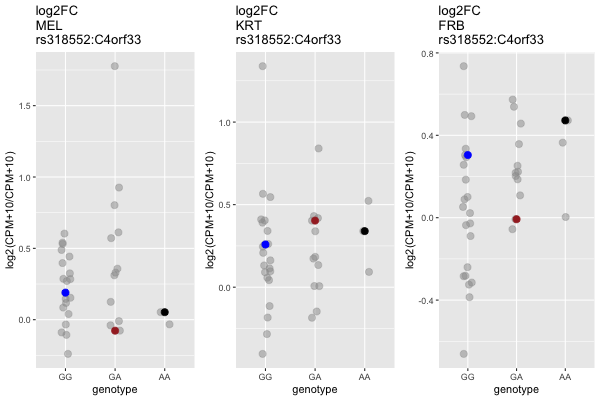 log2FC
MEL
rs318552:C4orf33
log2(CPM+10/CPM+10)
1.5
1.0
0.5
0.0
GG GA AA
genotype
log2FC
KRT
rs318552:C4orf33
log2(CPM+10/CPM+10)
1.0
0.5
0.0
GG GA AA
genotype
log2FC
FRB
rs318552:C4orf33
log2(CPM+10/CPM+10)
0.8
0.4
0.0
-0.4
GG GA AA
genotype